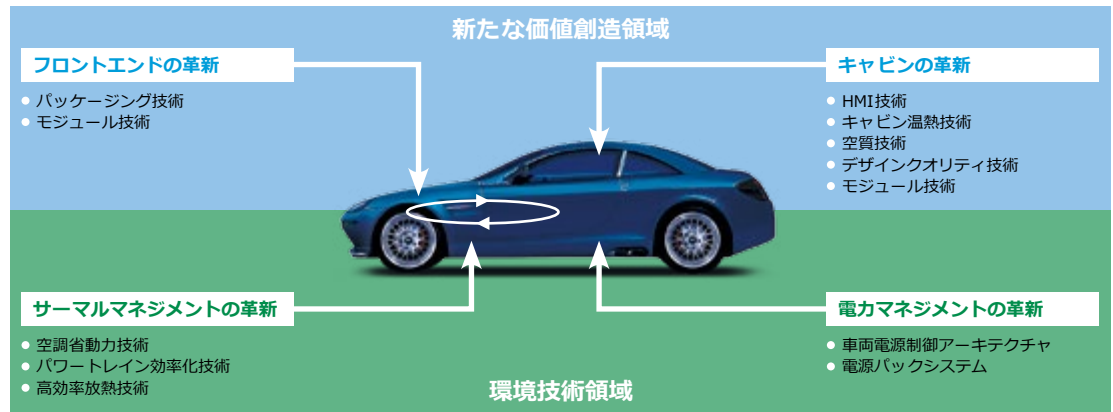 新たな価値創造領域
フロントエンドの革新
● パッケージング技術
● モジュール技術
キャビンの革新
● HMI技術
● キャビン温熱技術
● 空質技術
● デザインクオリティ技術
● モジュール技術
サーマルマネジメントの革新
● 空調省動力技術
● パワートレイン効率化技術
● 高効率放熱技術
電力マネジメントの革新
● 車両電源制御アーキテクチャ
● 電源パックシステム
環境技術領域